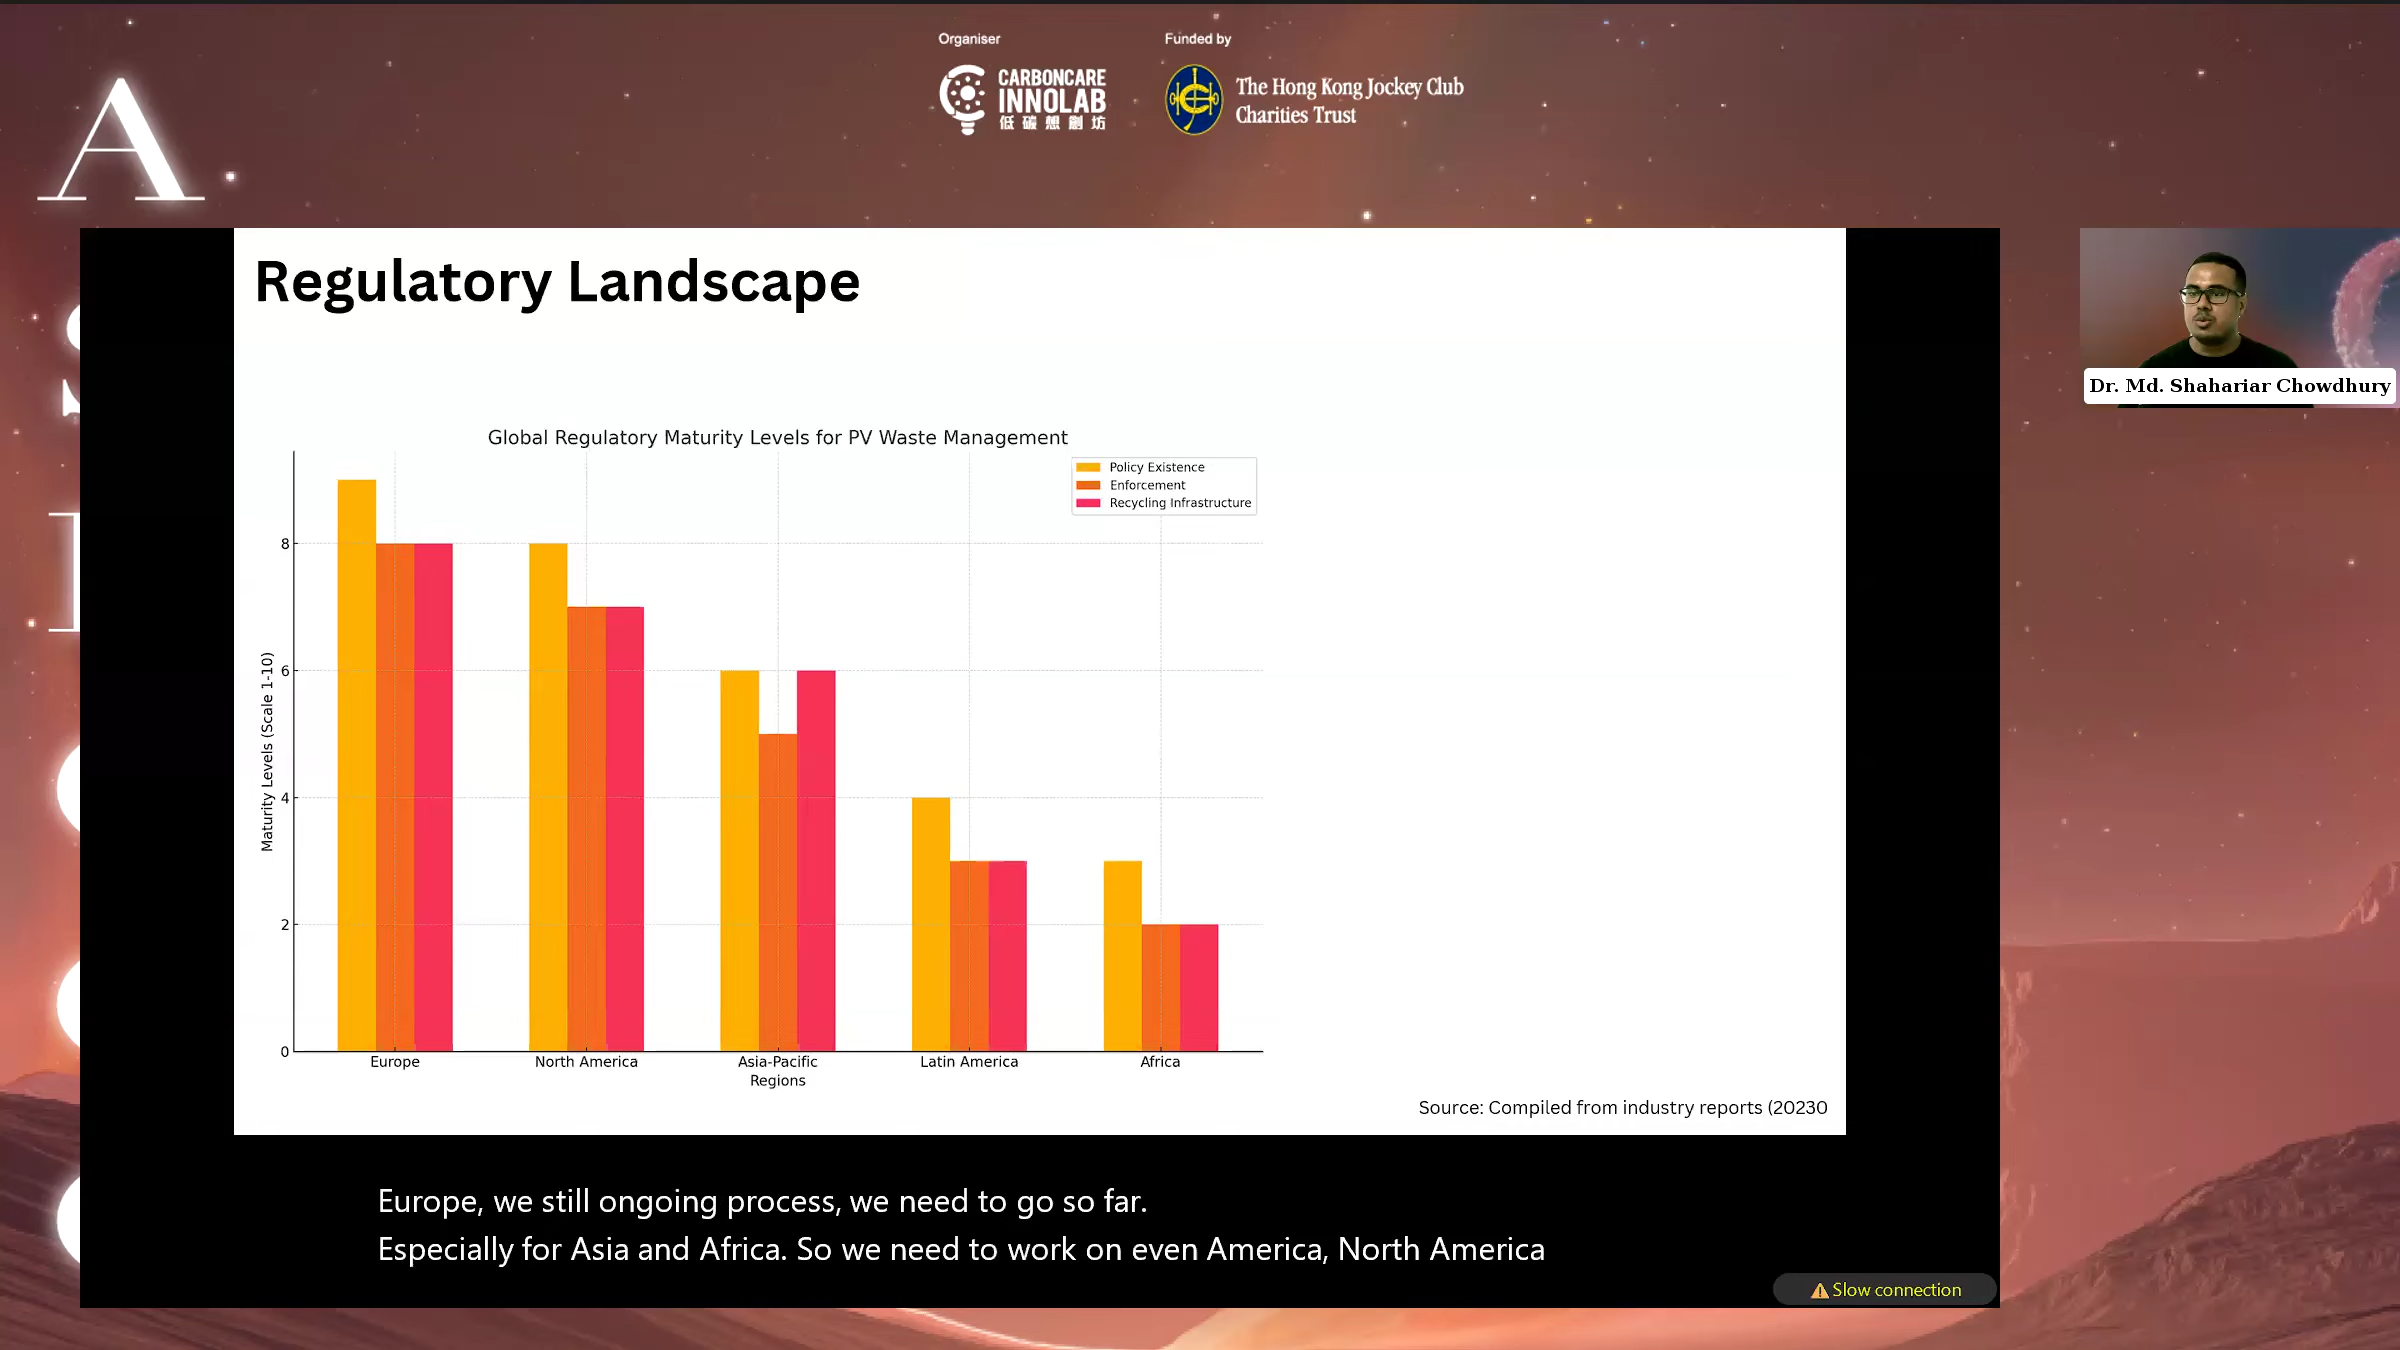 Organiser
Funded by
CARBONCARE
INNOLAB
低碳想創坊
The Hong Kong Jockey Club
Charities Trust
A
Regulatory Landscape
Dr. Md. Shahariar Chowdhury
Global Regulatory Maturity Levels for PV Waste Management
Policy Existence
Enforcement
Recycling Infrastructure
Maturity Levels (Scale 1-10)
8
6
4
2
0
Europe
North America
Asia-Pacific
Latin America
Africa
Regions
Source: Compiled from industry reports (20230
Europe, we still ongoing process, we need to go so far.
Especially for Asia and Africa. So we need to work on even America, North America
Slow connection